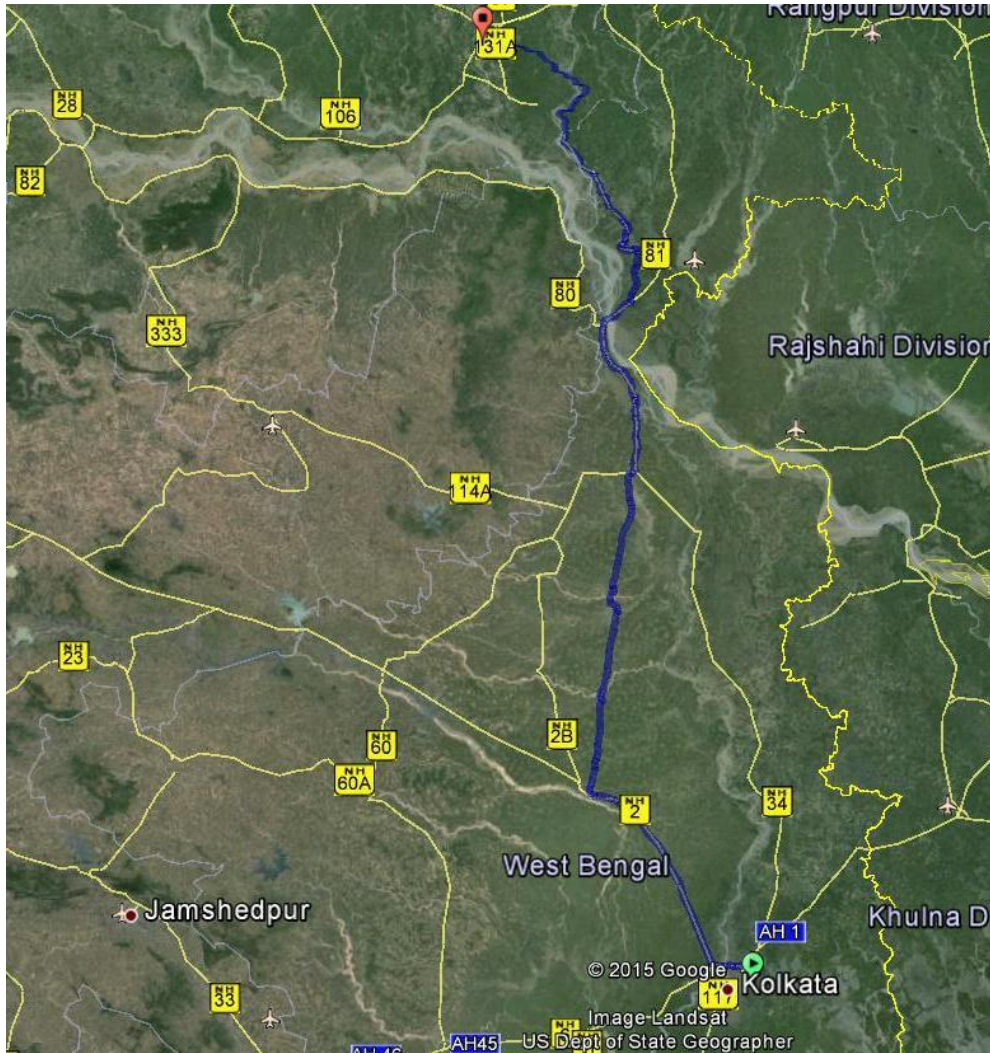 Rangpur Division
NH
131A
NH
28
NH
106
NH
82
NH
81
NH
80
NH
333
Rajshahi Division
NH
114A
NH
23
NH
2B
NH
60
NH
60A
NH
2
NH
34
West Bengal
Jamshedpur
Khulna D
AH 1
© 2015 Google
Kolkata
NH
117
NH
33
Image Landsat
AH45
US Dept of State Geographer